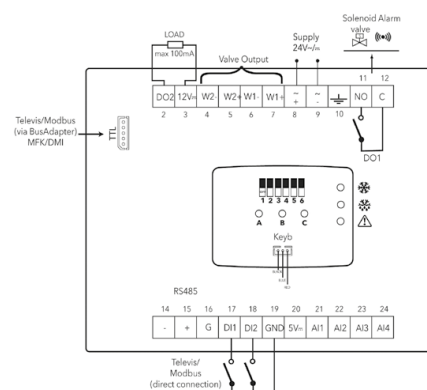 Solenoid Alarm
valve
LOAD
max 100mA
Supply
24V~/⎓
Valve Output
11 12
DO2 12V⎓ W2- W2+ W1- W1+ ~ + ~ - NO C
2 3 4 5 6 7 8 9 10
DO1
Televis/Modbus
(via BusAdapter)
MFK/DMI
TTL
1 2 3 4 5 6
A B C
Keyb
RS485
14 15 16 17 18 19 20 21 22 23 24
- + G DI1 DI2 GND 5V⎓ AI1 AI2 AI3 AI4
Televis/
Modbus
(direct connection)